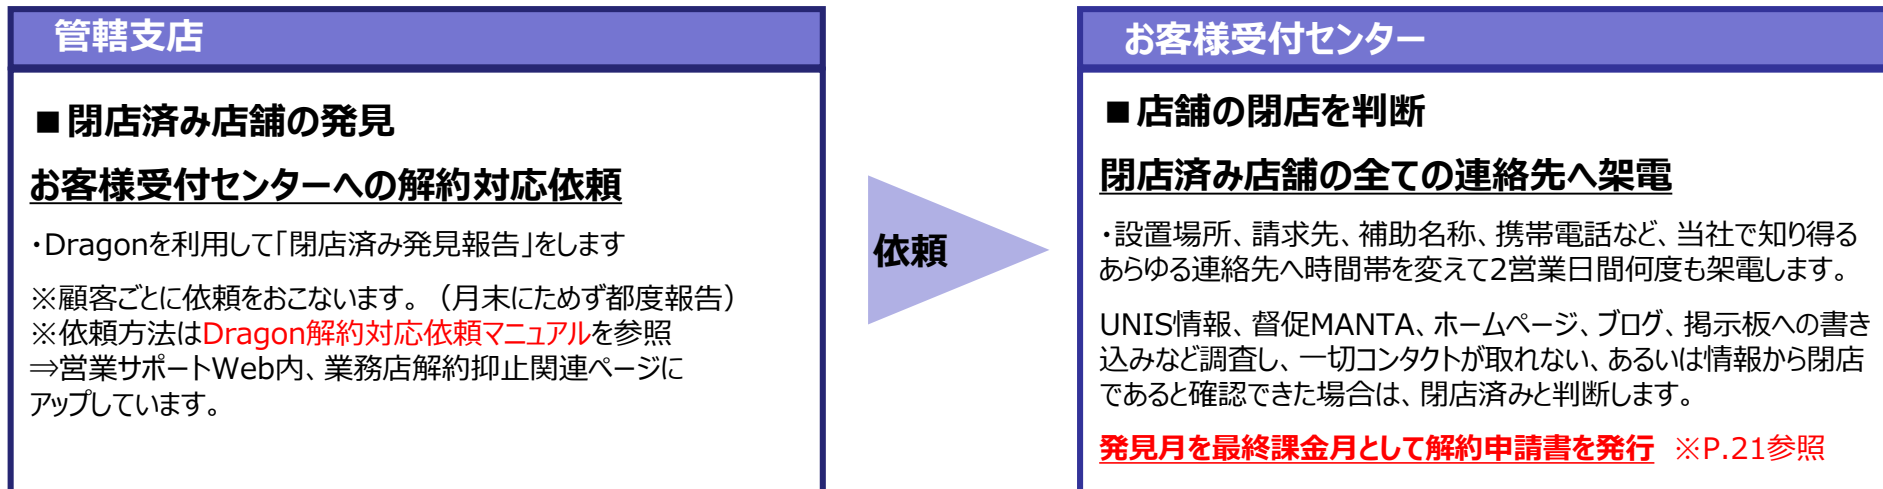 管轄支店
■閉店済み店舗の発見
お客様受付センターへの解約対応依頼
・Dragonを利用して「閉店済み発見報告」をします
※顧客ごとに依頼をおこないます。（月末にためず都度報告）
※依頼方法はDragon解約対応依頼マニュアルを参照
⇒営業サポートWeb内、業務店解約抑止関連ページに
アップしています。
依頼
お客様受付センター
■店舗の閉店を判断
閉店済み店舗の全ての連絡先へ架電
・設置場所、請求先、補助名称、携帯電話など、当社で知り得る
あらゆる連絡先へ時間帯を変えて2営業日間何度も架電します。
UNIS情報、督促MANTA、ホームページ、ブログ、掲示板への書き
込みなど調査し、一切コンタクトが取れない、あるいは情報から閉店
であると確認できた場合は、閉店済みと判断します。
発見月を最終課金月として解約申請書を発行　※P.21参照